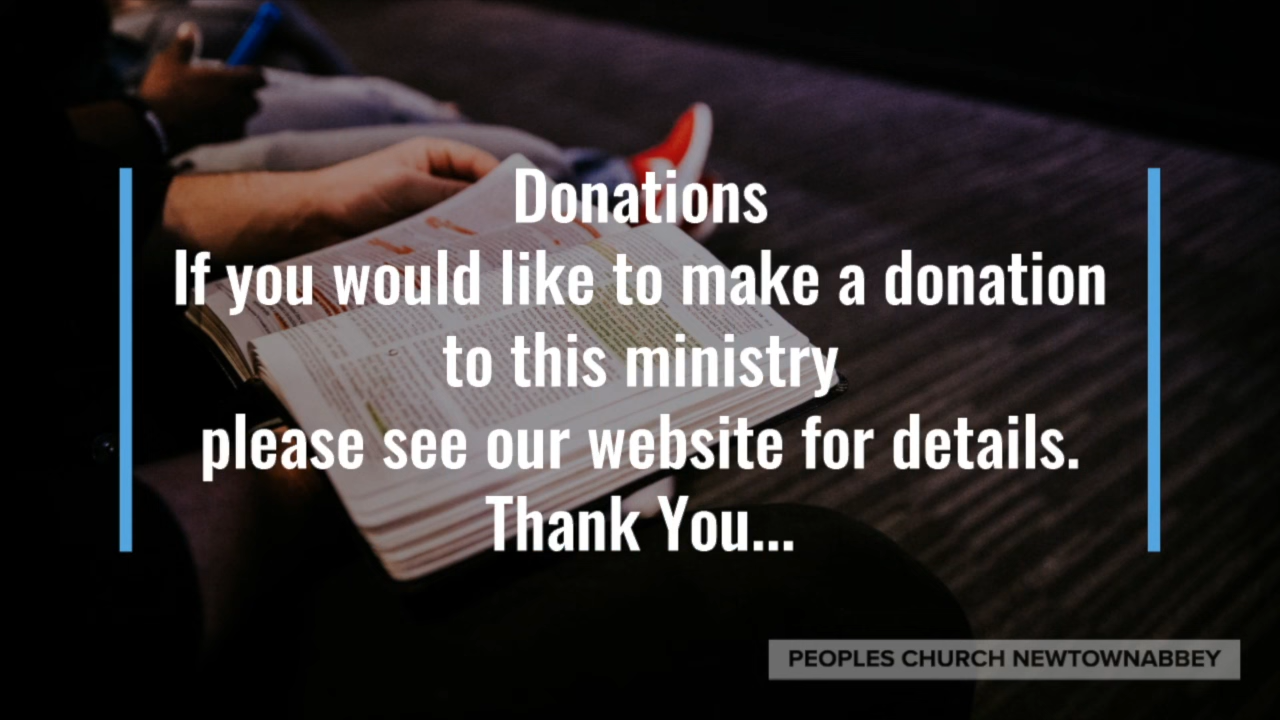 Donations
If you would like to make a donation
to this ministry
please see our website for details.
Thank You...
PEOPLES CHURCH NEWTOWNABBEY